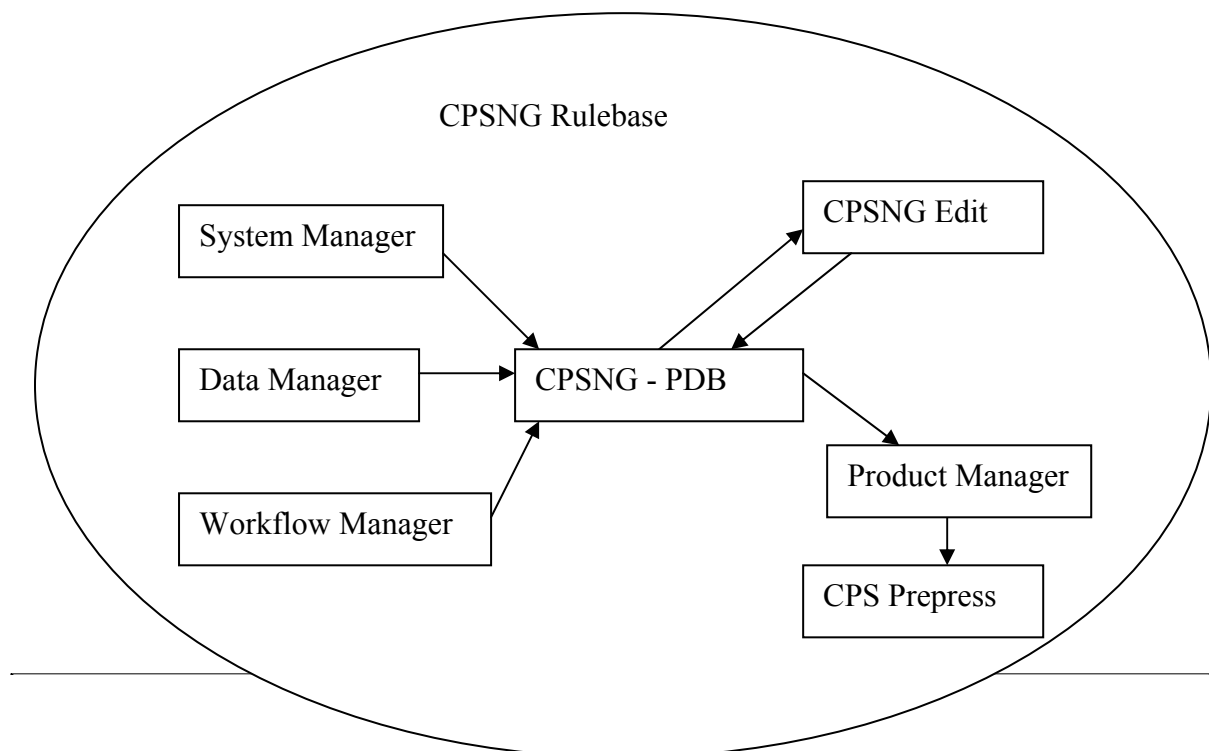 CPSNG Rulebase
System Manager
CPSNG Edit
Data Manager
CPSNG - PDB
Product Manager
Workflow Manager
CPS Prepress